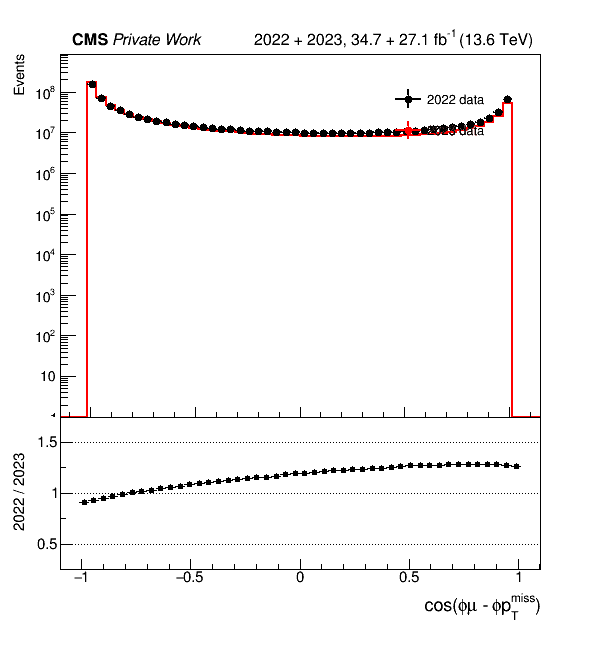 CMS Private Work 2022 + 2023, 34.7 + 27.1 fb⁻¹ (13.6 TeV)
Events
10⁸
10⁷
10⁶
10⁵
10⁴
10³
10²
10
2022 data
data
2022 / 2023
1.5
1
0.5
−1 −0.5 0 0.5 1
cos(ϕμ - ϕp_T^miss)